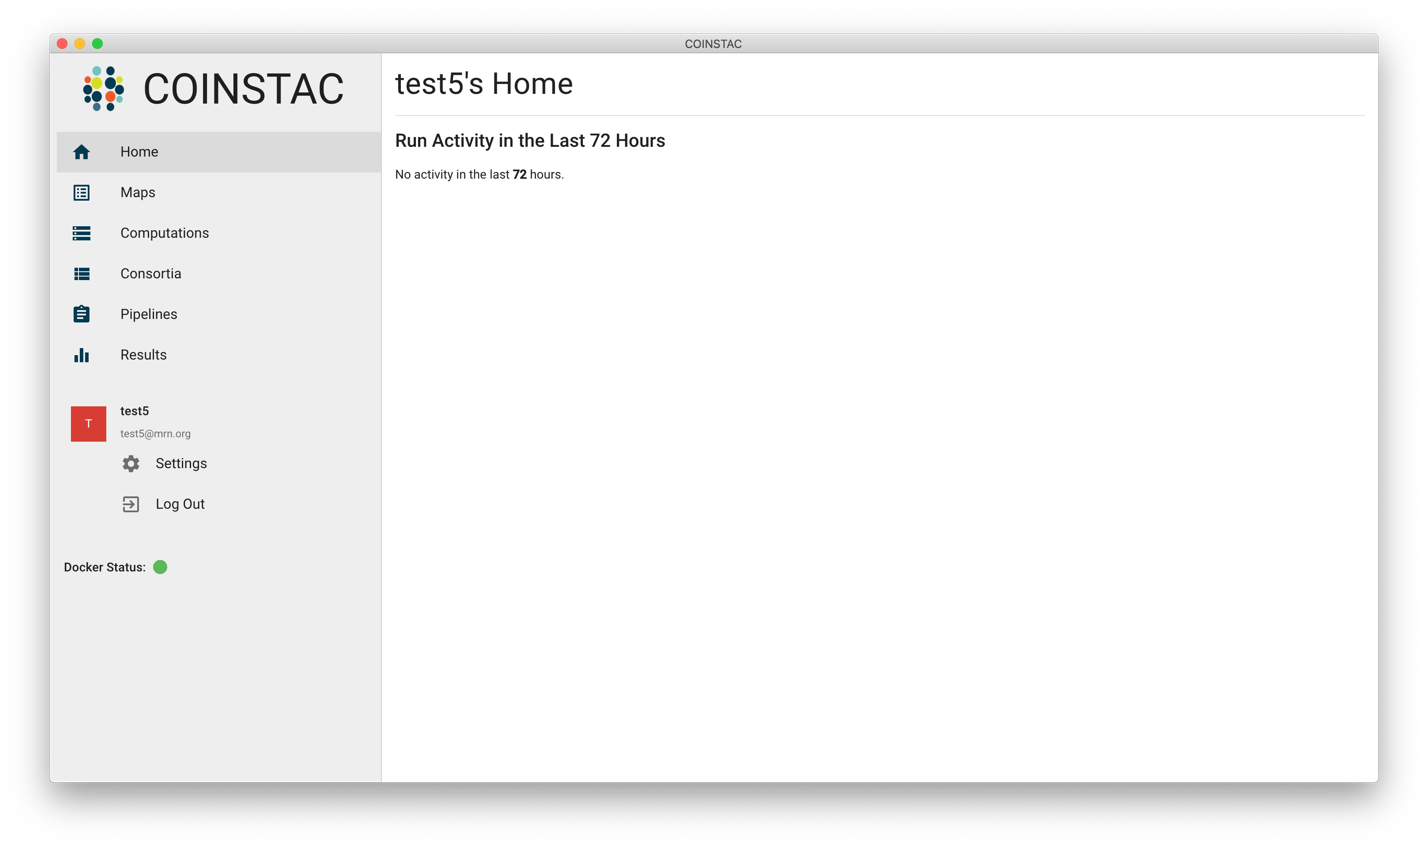 COINSTAC
COINSTAC
Home
Maps
Computations
Consortia
Pipelines
Results
T
test5
test5@mrn.org
Settings
Log Out
Docker Status:
test5's Home
Run Activity in the Last 72 Hours
No activity in the last 72 hours.